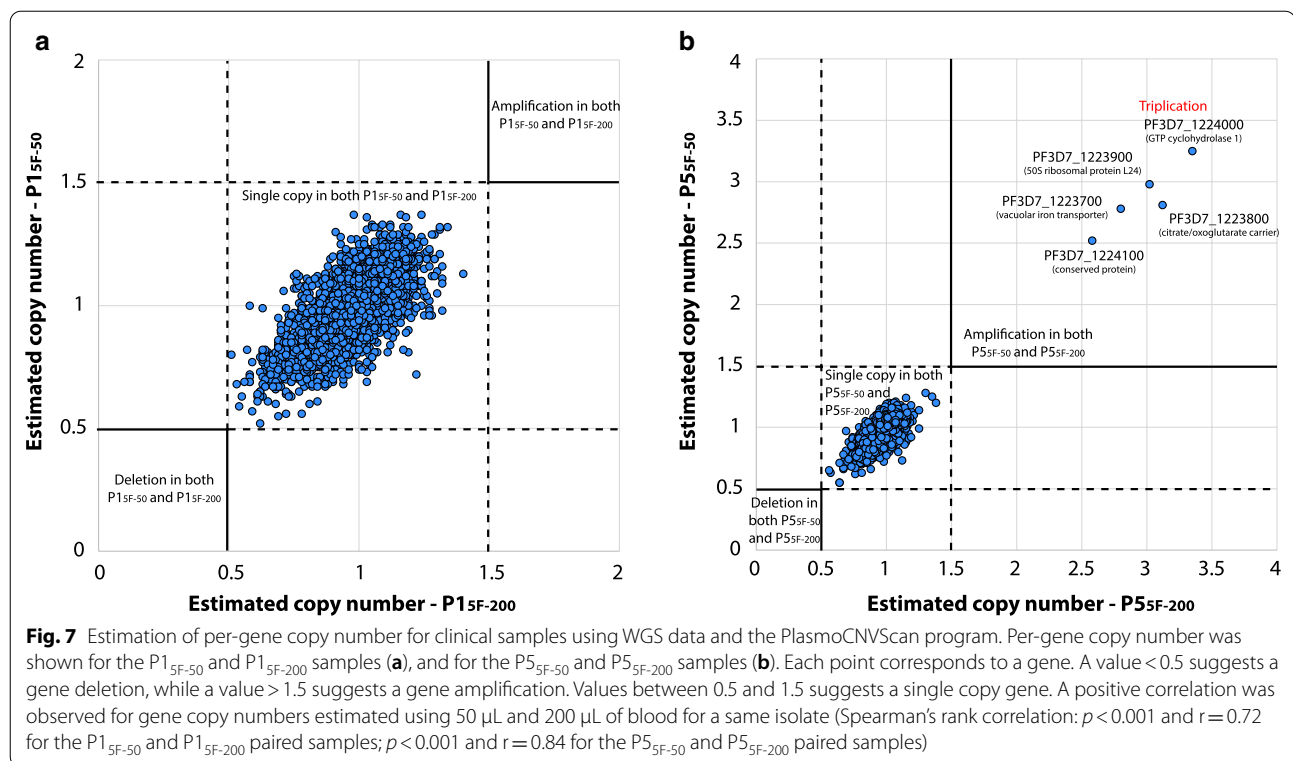 a
2
1.5
1
0.5
0
0
0.5
1
1.5
2
Estimated copy number - P15F-50
Estimated copy number - P15F-200
Amplification in both
P15F-50 and P15F-200
Single copy in both P15F-50 and P15F-200
Deletion in both
P15F-50 and P15F-200
b
4
3.5
3
2.5
2
1.5
1
0.5
0
0
0.5
1
1.5
2
2.5
3
3.5
4
Estimated copy number - P55F-50
Estimated copy number - P55F-200
Triplication
PF3D7_1224000
(GTP cyclohydrolase 1)
PF3D7_1223900
(50S ribosomal protein L24)
PF3D7_1223700
(vacuolar iron transporter)
PF3D7_1223800
(citrate/oxoglutarate carrier)
PF3D7_1224100
(conserved protein)
Amplification in both
P55F-50 and P55F-200
Single copy in both
P55F-50 and
P55F-200
Deletion in
both P55F-50
and P55F-200
Fig. 7 Estimation of per-gene copy number for clinical samples using WGS data and the PlasmoCNVScan program. Per-gene copy number was
shown for the P15F-50 and P15F-200 samples (a), and for the P55F-50 and P55F-200 samples (b). Each point corresponds to a gene. A value < 0.5 suggests a
gene deletion, while a value > 1.5 suggests a gene amplification. Values between 0.5 and 1.5 suggests a single copy gene. A positive correlation was
observed for gene copy numbers estimated using 50 µL and 200 µL of blood for a same isolate (Spearman's rank correlation: p < 0.001 and r = 0.72
for the P15F-50 and P15F-200 paired samples; p < 0.001 and r = 0.84 for the P55F-50 and P55F-200 paired samples)